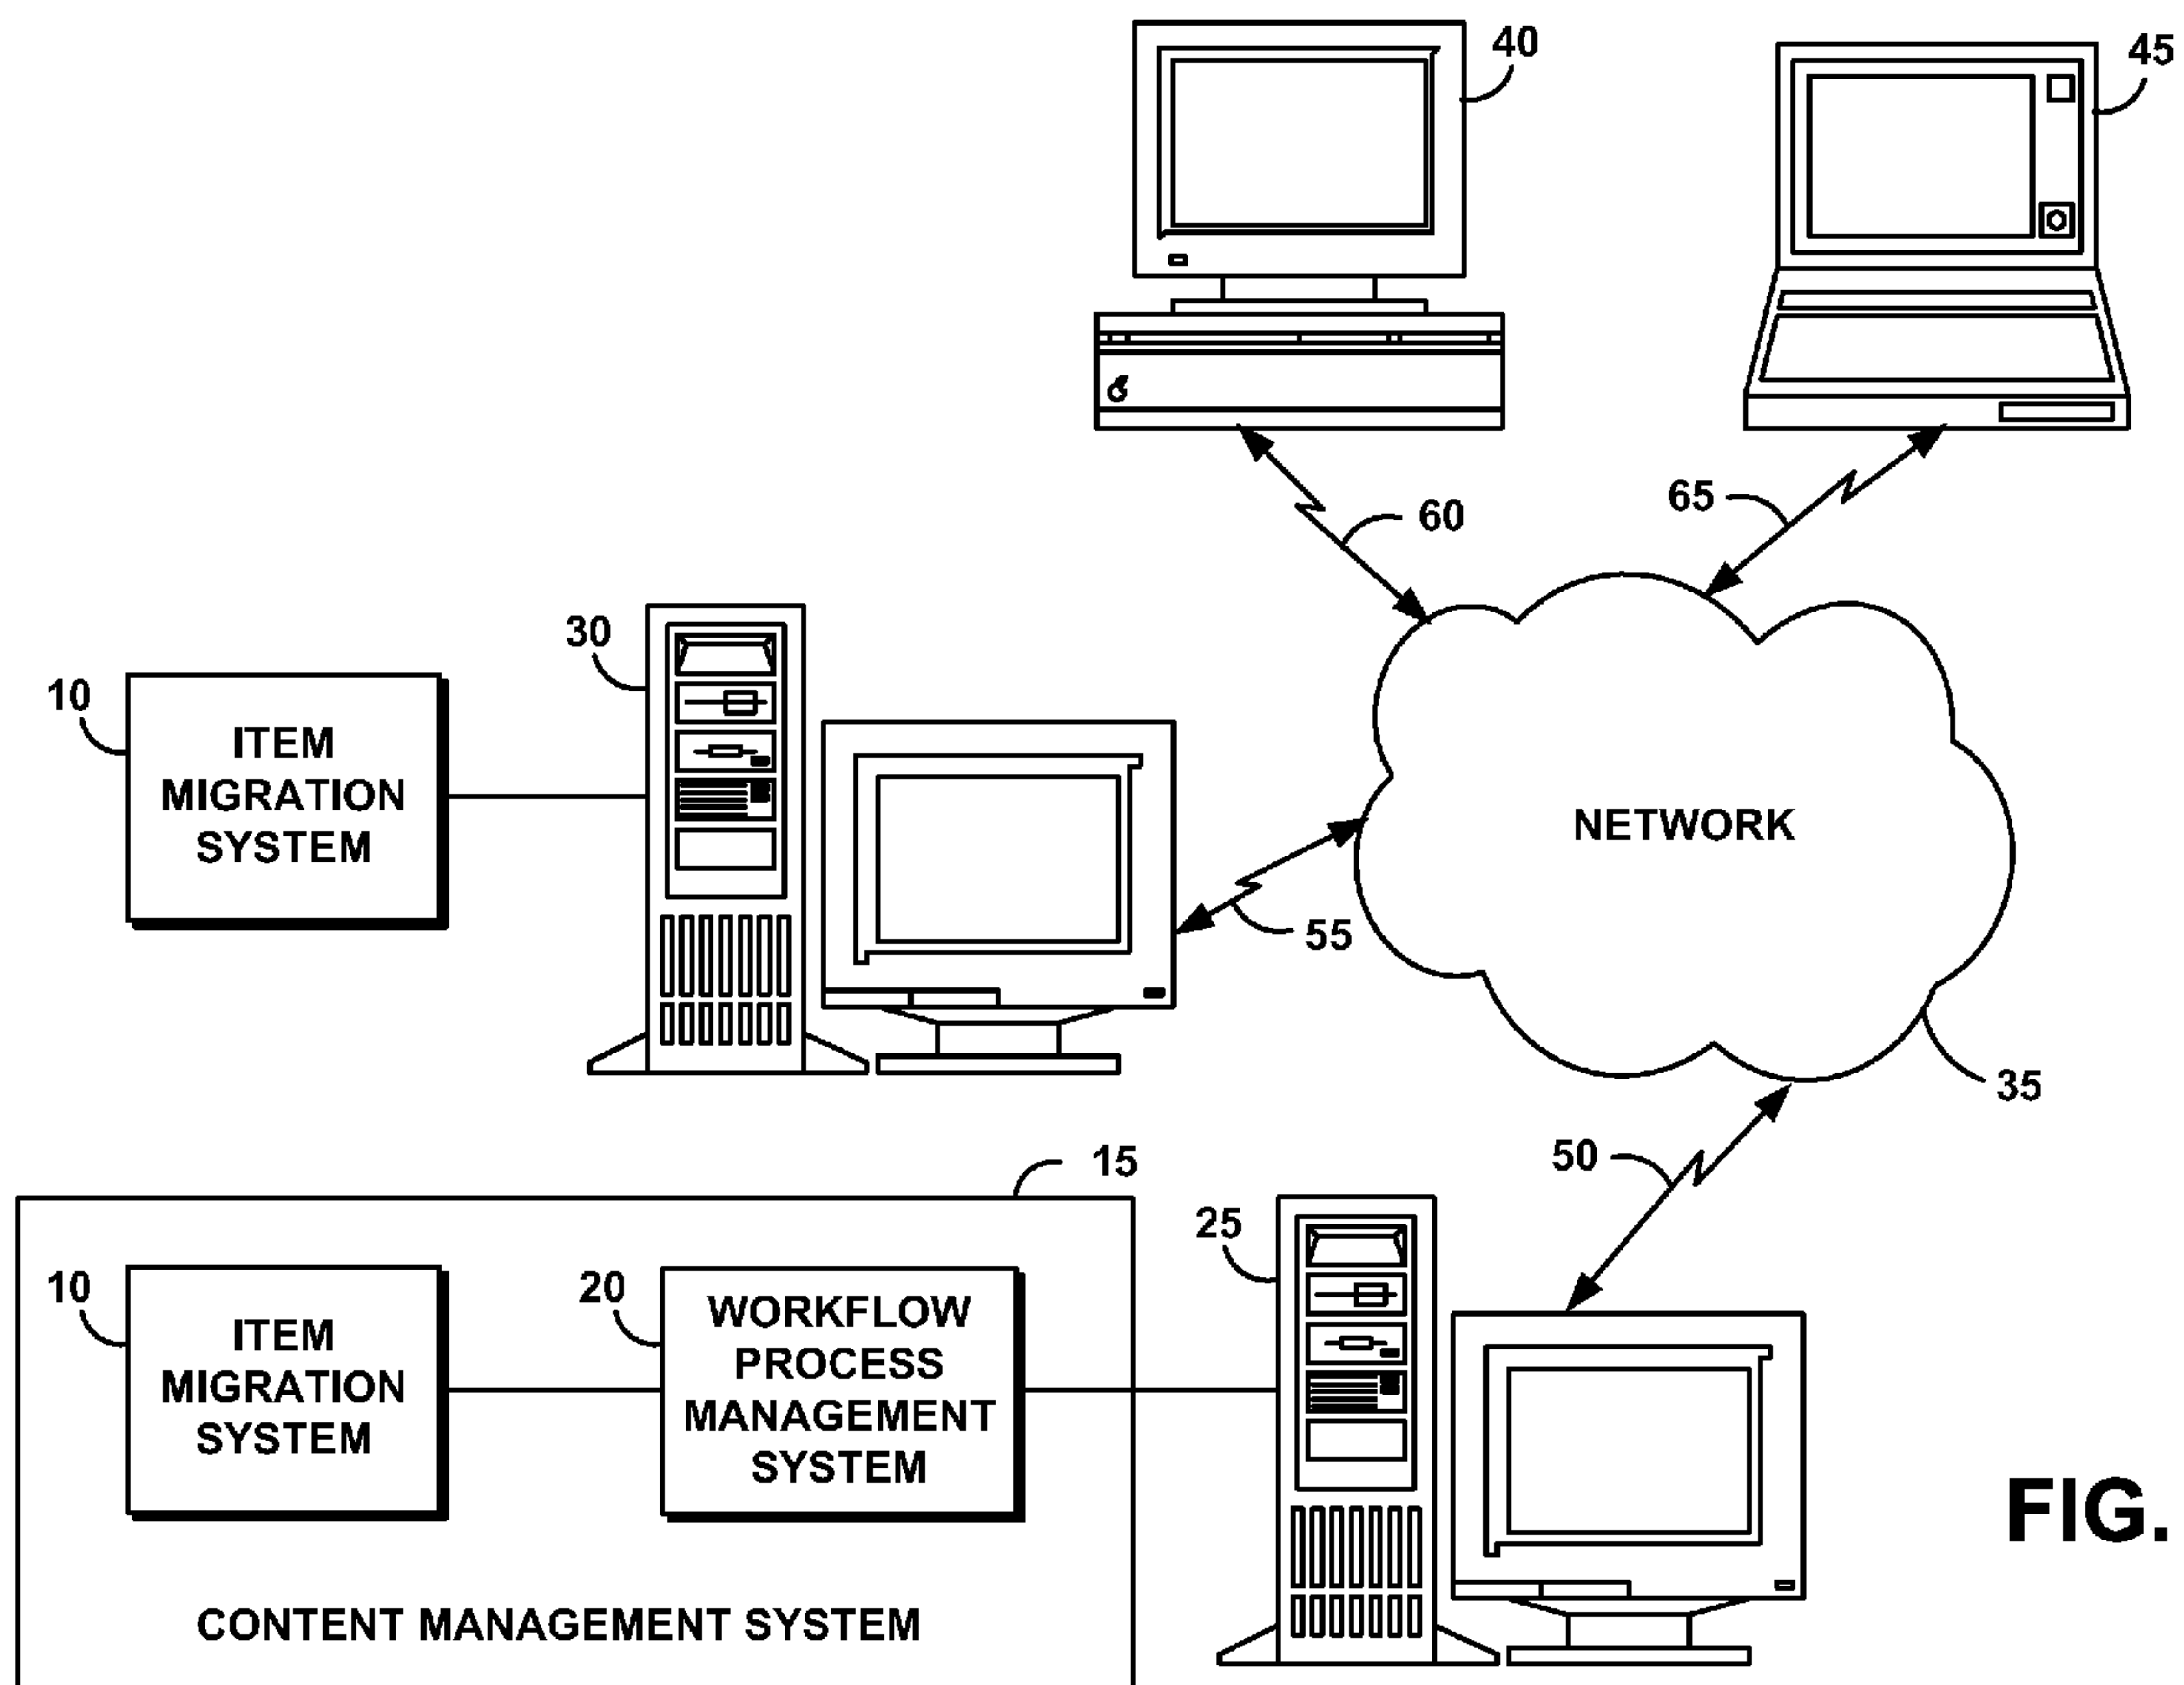 40
45
60
65
30
10
ITEM
MIGRATION
SYSTEM
NETWORK
55
35
50
15
25
10
20
ITEM
MIGRATION
SYSTEM
WORKFLOW
PROCESS
MANAGEMENT
SYSTEM
CONTENT MANAGEMENT SYSTEM
FIG.